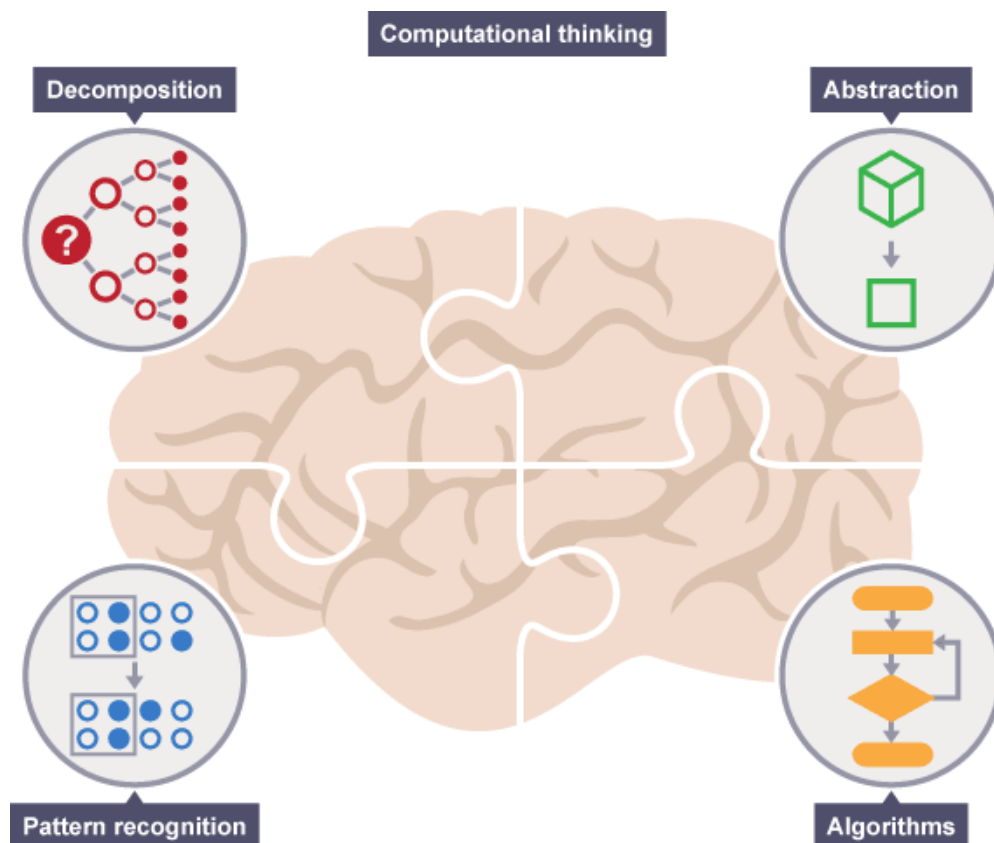 Computational thinking
Decomposition
Abstraction
?
Pattern recognition
Algorithms